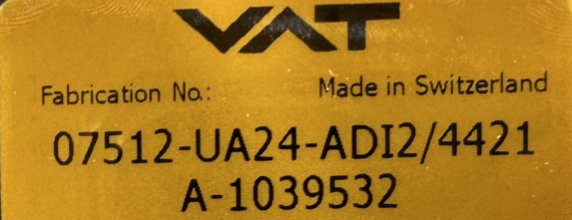 VAT
Fabrication No.: Made in Switzerland
07512-UA24-ADI2/4421
A-1039532